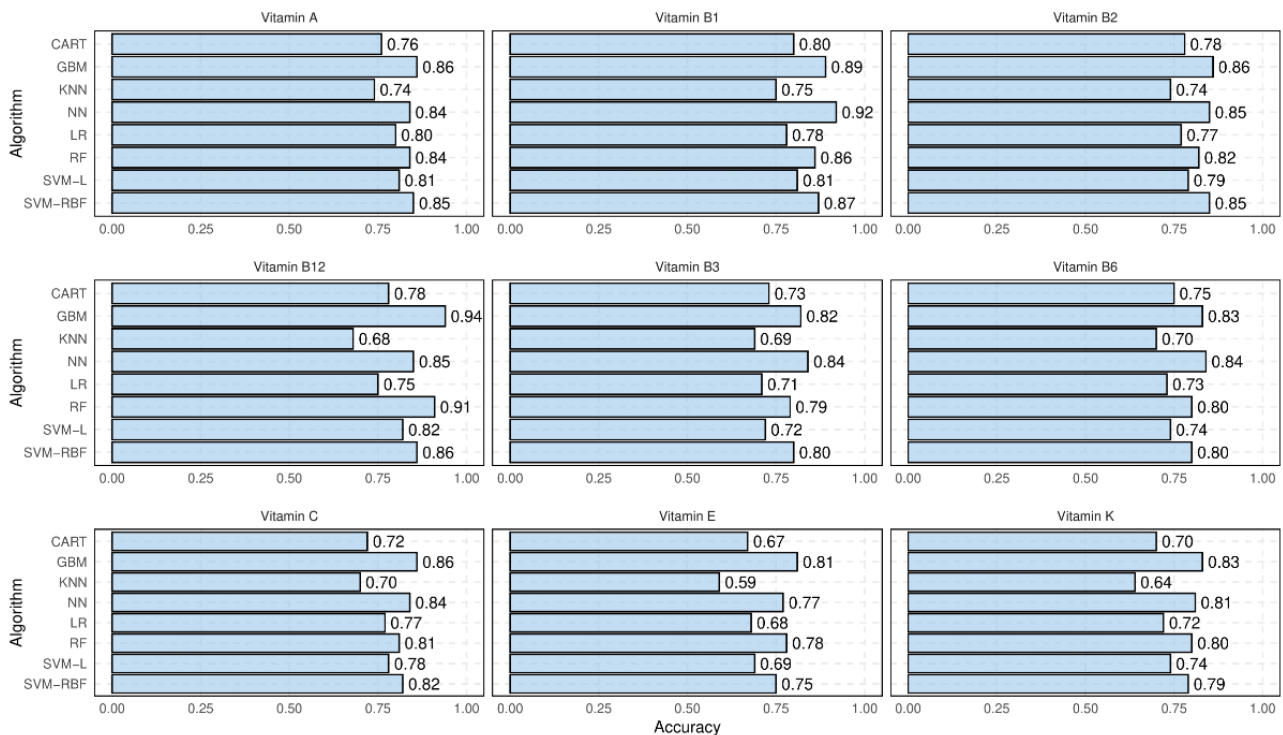 Vitamin A Vitamin B1 Vitamin B2
CART 0.76 0.80 0.78
GBM 0.86 0.89 0.86
KNN 0.74 0.75 0.74
NN 0.84 0.92 0.85
LR 0.80 0.78 0.77
RF 0.84 0.86 0.82
SVM−L 0.81 0.81 0.79
SVM−RBF 0.85 0.87 0.85
Algorithm
0.00 0.25 0.50 0.75 1.00 0.00 0.25 0.50 0.75 1.00 0.00 0.25 0.50 0.75 1.00
Vitamin B12 Vitamin B3 Vitamin B6
CART 0.78 0.73 0.75
GBM 0.94 0.82 0.83
KNN 0.68 0.69 0.70
NN 0.85 0.84 0.84
LR 0.75 0.71 0.73
RF 0.91 0.79 0.80
SVM−L 0.82 0.72 0.74
SVM−RBF 0.86 0.80 0.80
Algorithm
0.00 0.25 0.50 0.75 1.00 0.00 0.25 0.50 0.75 1.00 0.00 0.25 0.50 0.75 1.00
Vitamin C Vitamin E Vitamin K
CART 0.72 0.67 0.70
GBM 0.86 0.81 0.83
KNN 0.70 0.59 0.64
NN 0.84 0.77 0.81
LR 0.77 0.68 0.72
RF 0.81 0.78 0.80
SVM−L 0.78 0.69 0.74
SVM−RBF 0.82 0.75 0.79
Algorithm
0.00 0.25 0.50 0.75 1.00 0.00 0.25 0.50 0.75 1.00 0.00 0.25 0.50 0.75 1.00
Accuracy